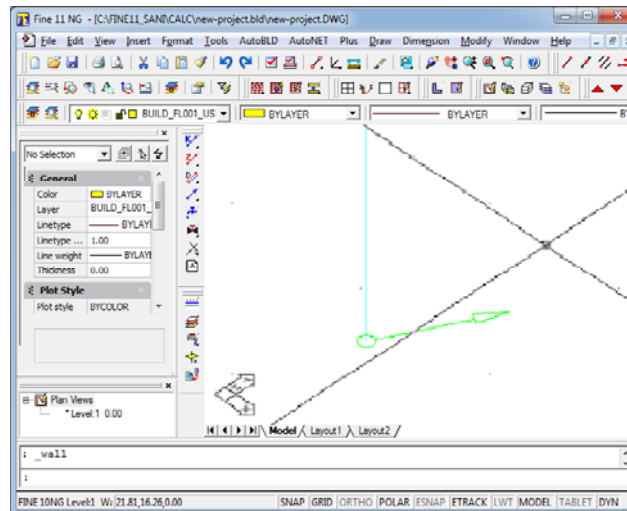 Fine 11 NG - [C:\FINE11_SANI\CALC\new-project.bld\new-project.DWG]
File Edit View Insert Format Tools AutoBLD AutoNET Plus Draw Dimension Modify Window Help
BUILD_FL001_US BYLAYER BYLAYER
No Selection
General
Color BYLAYER
Layer BUILD_FL001_
Linetype BYLAYI
Linetype ... 1.00
Line weight BYLAYI
Thickness 0.00
Plot Style
Plot style BYCOLOR
Plan Views
Level:1 0.00
Model Layout1 Layout2
: _wall
:
FINE 10NG Level:1 W: 21.81,16.26,0.00 SNAP GRID ORTHO POLAR ESNAP ETRACK LWT MODEL TABLET DYN